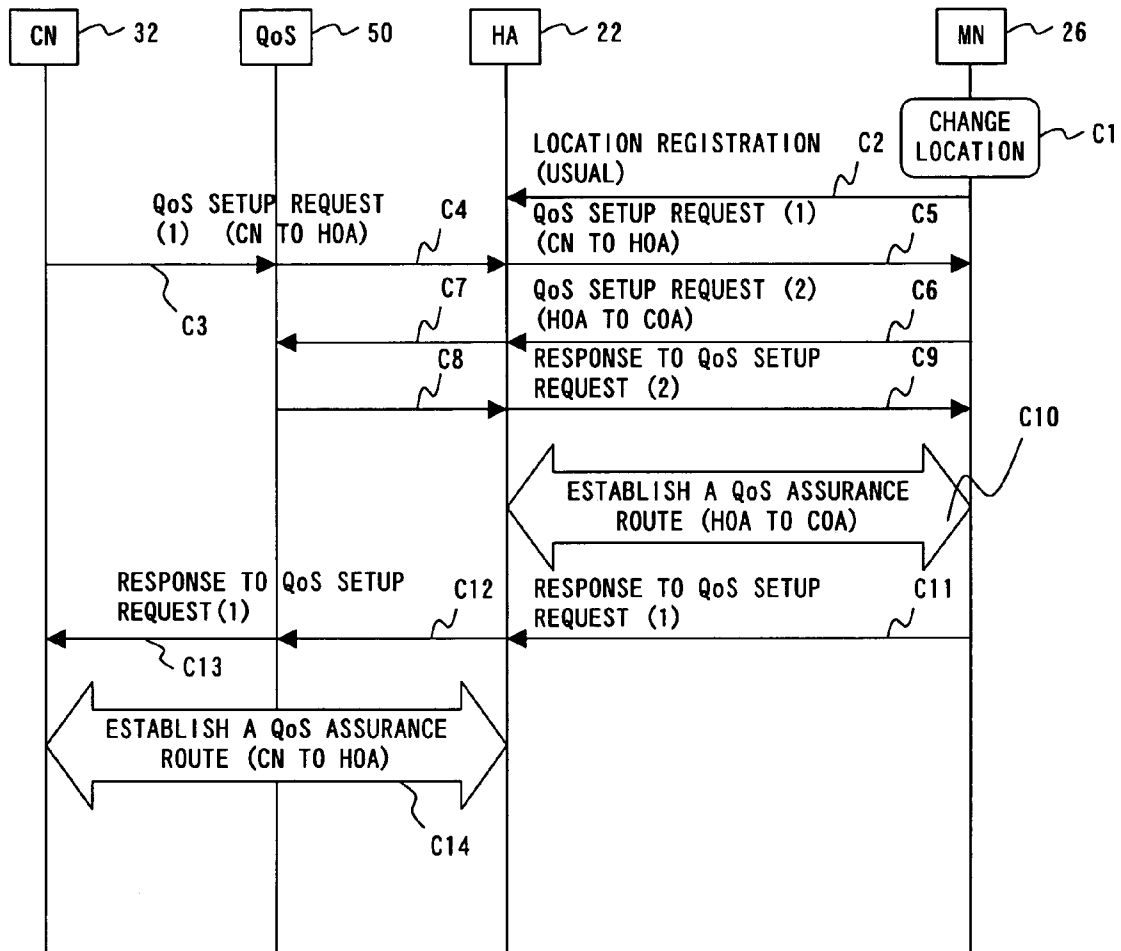 CN 32 QoS 50 HA 22 MN 26
CHANGE
LOCATION
C1
LOCATION REGISTRATION
(USUAL)
C2
QoS SETUP REQUEST
(1) (CN TO HOA)
C4
QoS SETUP REQUEST (1)
(CN TO HOA)
C5
C3
C7
QoS SETUP REQUEST (2)
(HOA TO COA)
C6
C8
RESPONSE TO QoS SETUP
REQUEST (2)
C9
C10
ESTABLISH A QoS ASSURANCE
ROUTE (HOA TO COA)
RESPONSE TO QoS SETUP
REQUEST(1)
C12
RESPONSE TO QoS SETUP
REQUEST (1)
C11
C13
ESTABLISH A QoS ASSURANCE
ROUTE (CN TO HOA)
C14